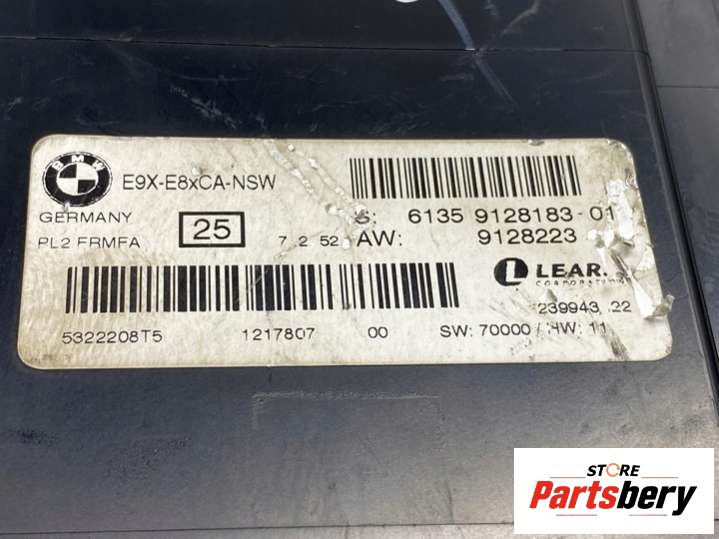 BMW
E9X-E8xCA-NSW
GERMANY
S: 6135 9128183-01
PL2 FRMFA
25
7 2 52
AW: 9128223
LEAR.
CORPORATION
239943 22
5322208T5
1217807
00
SW: 70000 / HW: 11
STORE
Partsbery